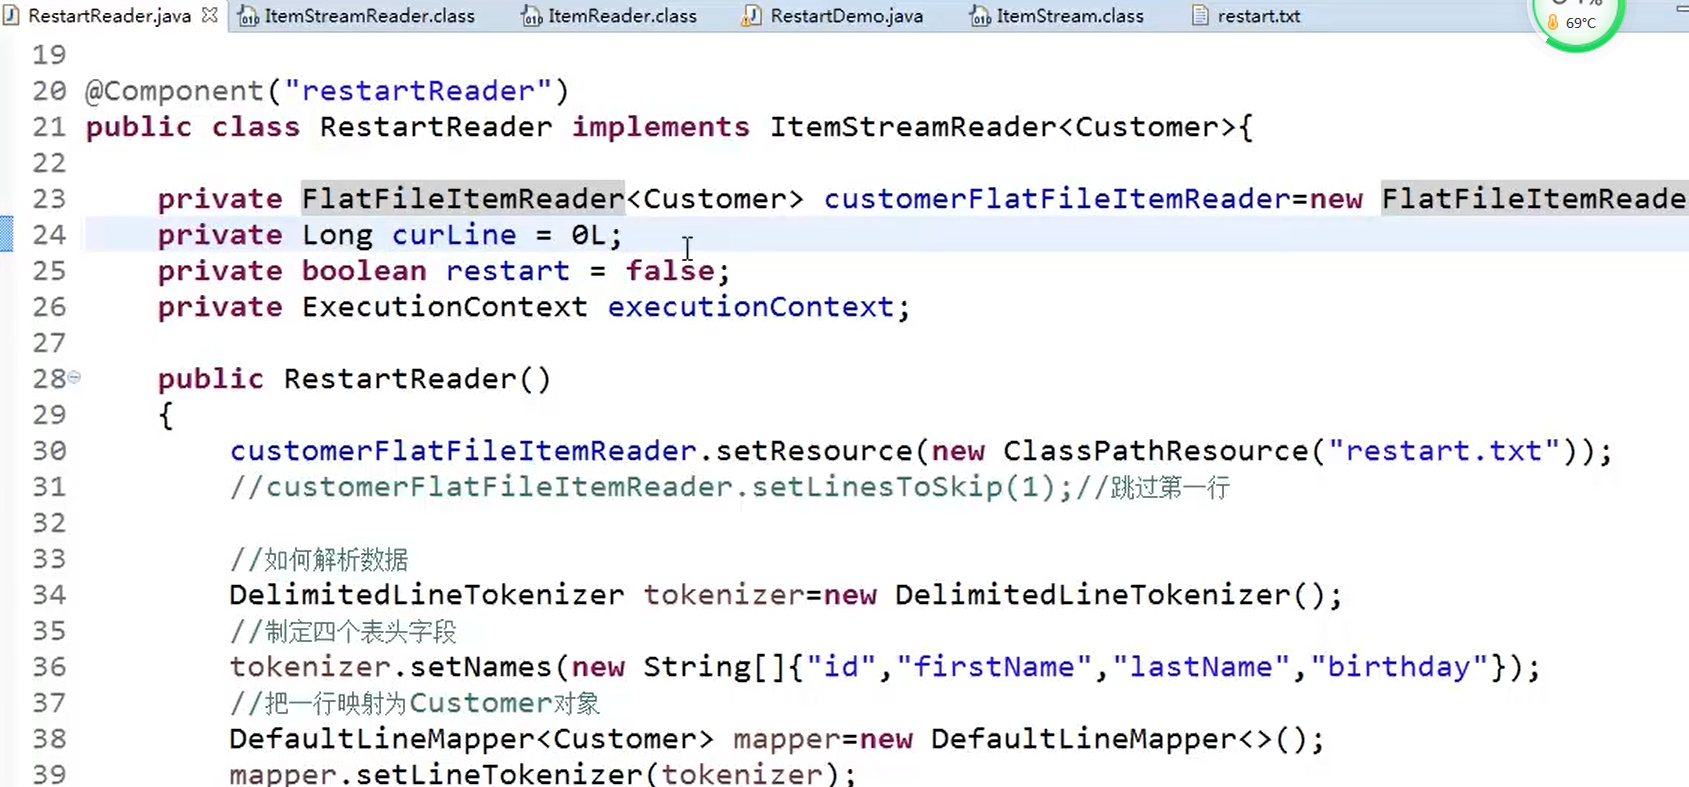 RestartReader.java ItemStreamReader.class ItemReader.class RestartDemo.java ItemStream.class restart.txt
69℃
19
20 @Component("restartReader")
21 public class RestartReader implements ItemStreamReader<Customer>{
22
23 private FlatFileItemReader<Customer> customerFlatFileItemReader=new FlatFileItemReade
24 private Long curLine = 0L;
25 private boolean restart = false;
26 private ExecutionContext executionContext;
27
28 public RestartReader()
29 {
30 customerFlatFileItemReader.setResource(new ClassPathResource("restart.txt"));
31 //customerFlatFileItemReader.setLinesToSkip(1);//跳过第一行
32
33 //如何解析数据
34 DelimitedLineTokenizer tokenizer=new DelimitedLineTokenizer();
35 //制定四个表头字段
36 tokenizer.setNames(new String[]{"id","firstName","lastName","birthday"});
37 //把一行映射为Customer对象
38 DefaultLineMapper<Customer> mapper=new DefaultLineMapper<>();
39 mapper.setLineTokenizer(tokenizer);